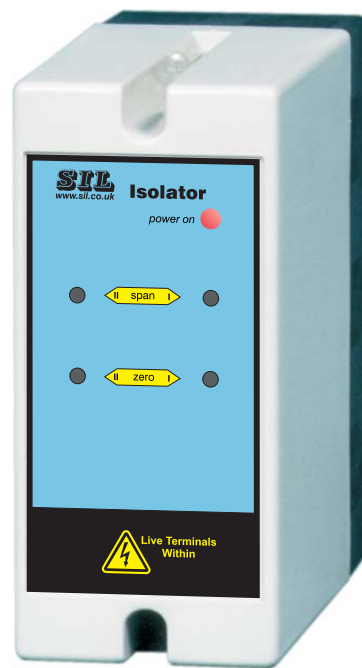 SIL
www.sil.co.uk
Isolator
power on
II span I
II zero I
Live Terminals
Within